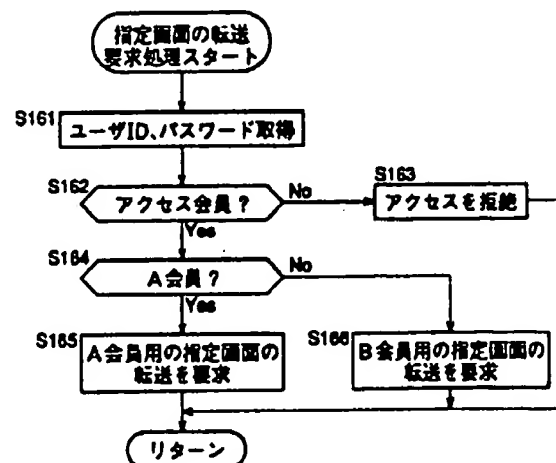 指定画面の転送
要求処理スタート
S161
ユーザID、パスワード取得
S162
アクセス会員?
No
S163
アクセスを拒絶
Yes
S164
A会員?
No
Yes
S165
A会員用の指定画面の
転送を要求
S166
B会員用の指定画面の
転送を要求
リターン